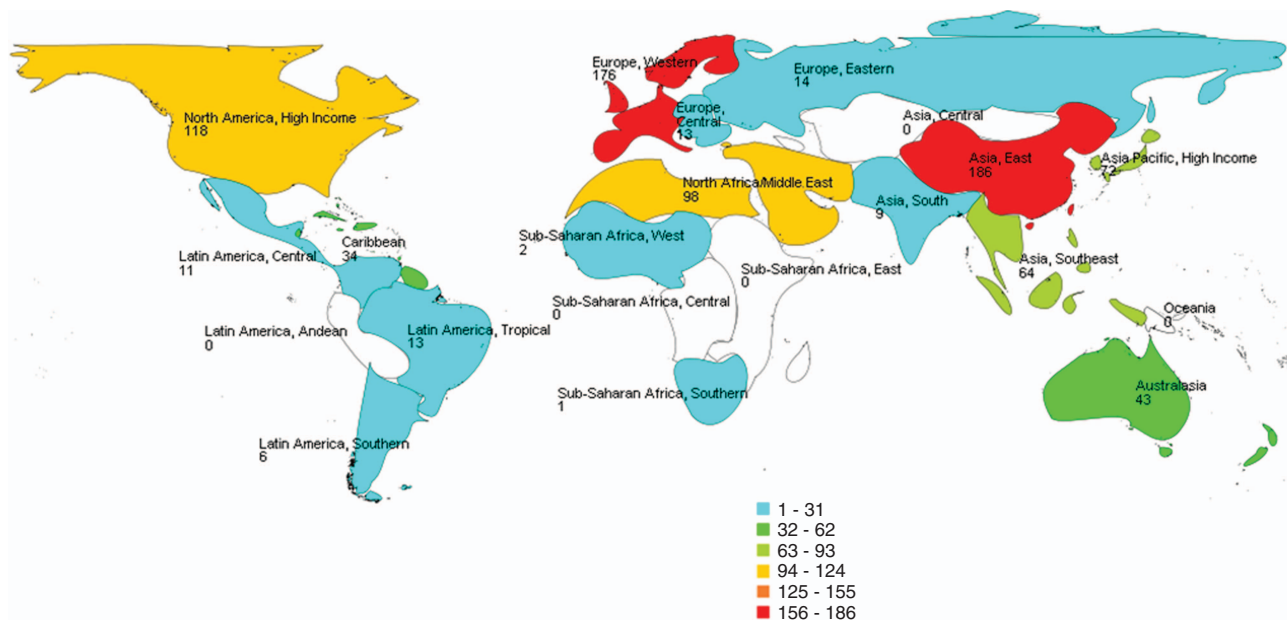 Europe, Western
176
Europe, Eastern
14
North America, High Income
118
Europe,
Central
13
Asia, Central
0
Asia, East
186
Asia Pacific, High Income
72
North Africa/Middle East
98
Asia, South
9
Caribbean
34
Latin America, Central
11
Sub-Saharan Africa, West
2
Sub-Saharan Africa, East
0
Asia, Southeast
64
Sub-Saharan Africa, Central
0
Oceania
0
Latin America, Andean
0
Latin America, Tropical
13
Sub-Saharan Africa, Southern
1
Australasia
43
Latin America, Southern
6
1 - 31
32 - 62
63 - 93
94 - 124
125 - 155
156 - 186